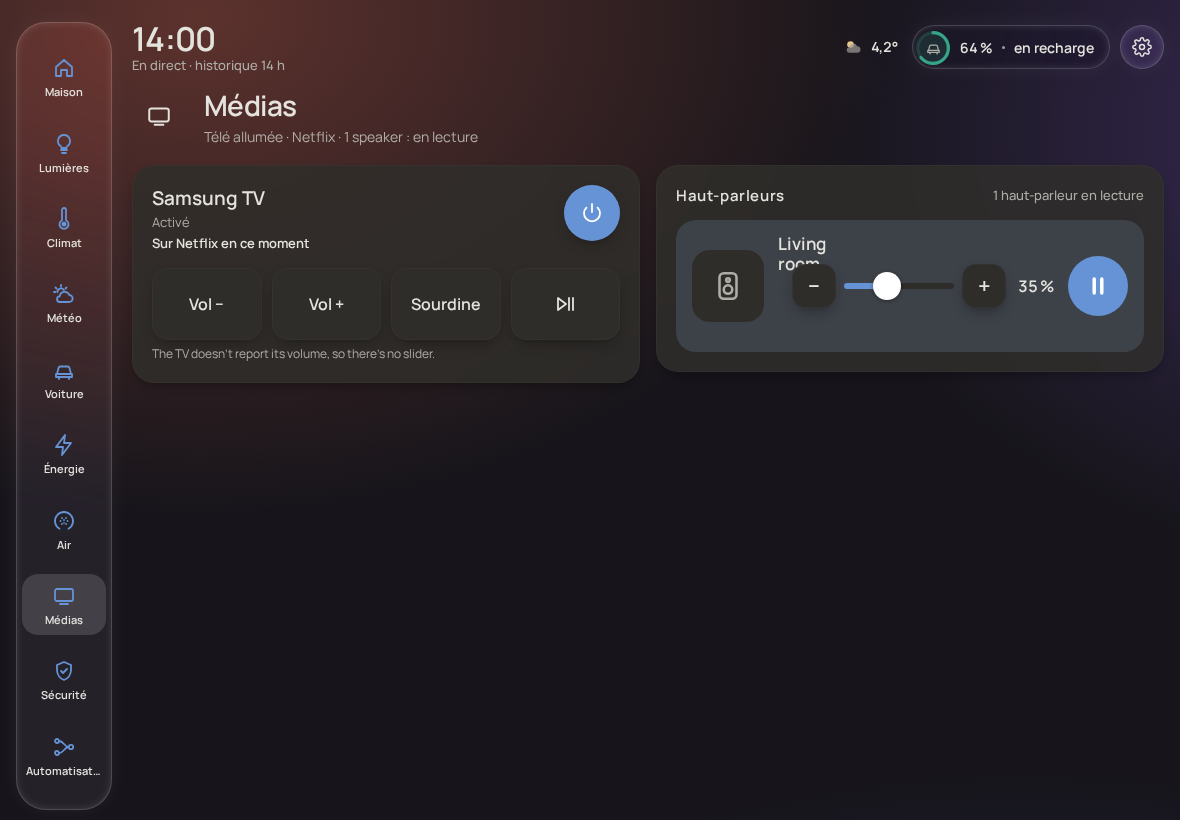 14:00
En direct · historique 14 h
4,2°
64 % · en recharge
Maison
Lumières
Climat
Météo
Voiture
Énergie
Air
Médias
Sécurité
Automatisat…
Médias
Télé allumée · Netflix · 1 speaker : en lecture
Samsung TV
Activé
Sur Netflix en ce moment
Vol −
Vol +
Sourdine
The TV doesn't report its volume, so there's no slider.
Haut-parleurs
1 haut-parleur en lecture
Living
room
−
+
35 %